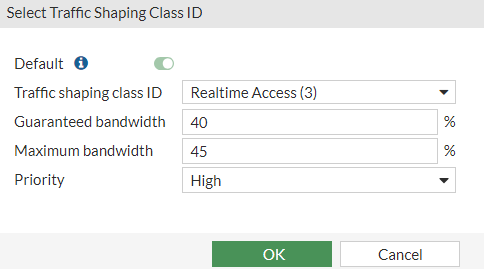 Select Traffic Shaping Class ID
Default
Traffic shaping class ID Realtime Access (3)
Guaranteed bandwidth 40 %
Maximum bandwidth 45 %
Priority High
OK Cancel